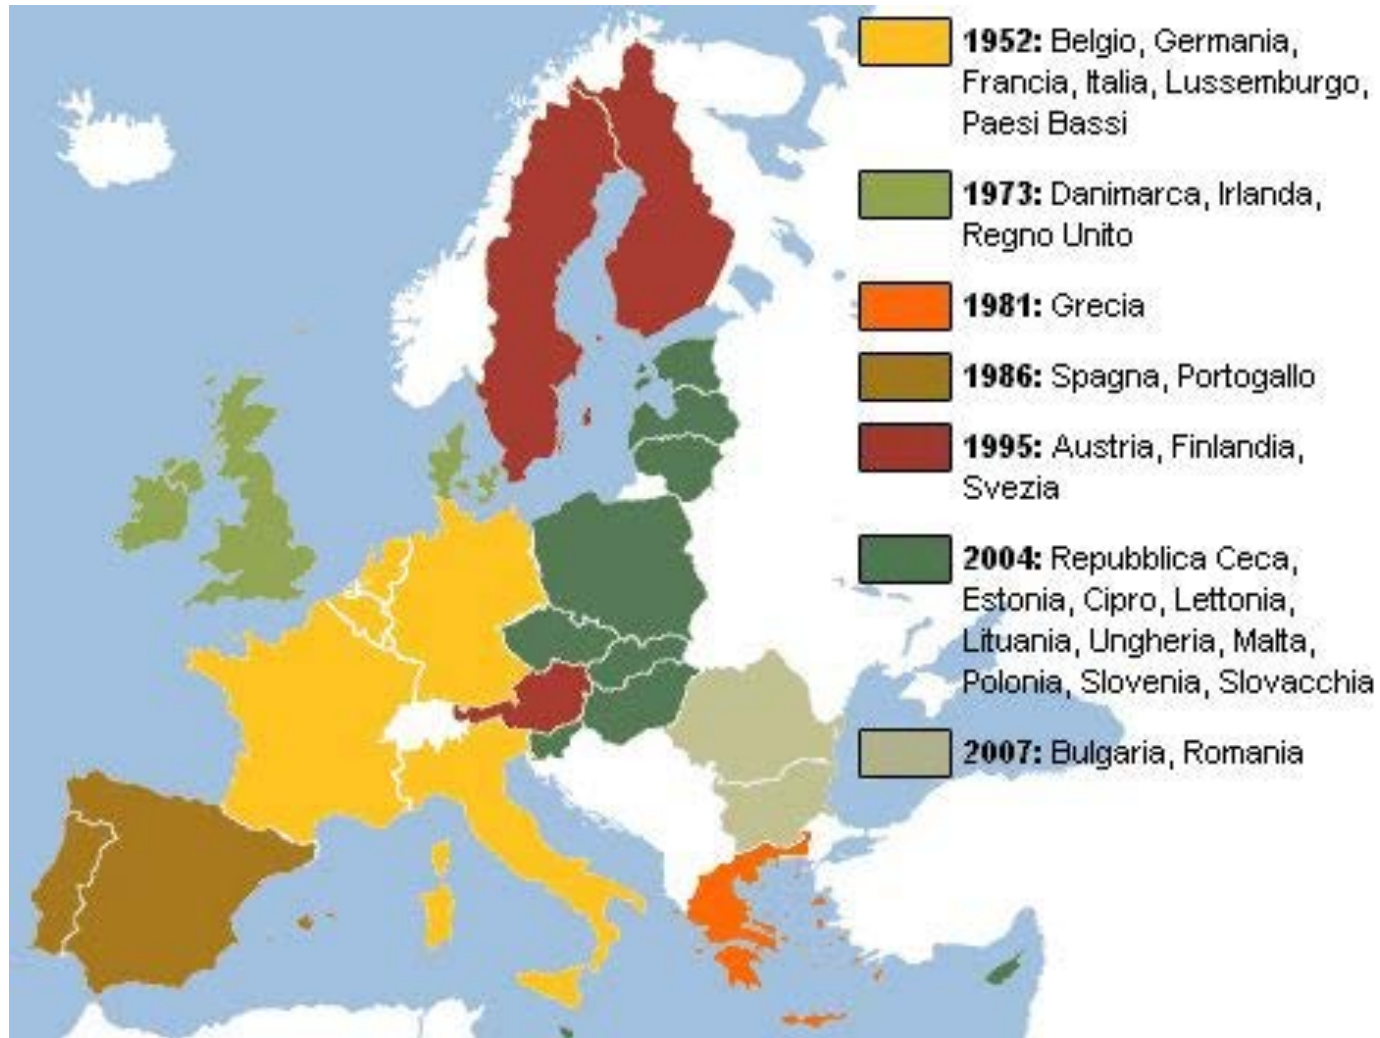 1952: Belgio, Germania,
Francia, Italia, Lussemburgo,
Paesi Bassi
1973: Danimarca, Irlanda,
Regno Unito
1981: Grecia
1986: Spagna, Portogallo
1995: Austria, Finlandia,
Svezia
2004: Repubblica Ceca,
Estonia, Cipro, Lettonia,
Lituania, Ungheria, Malta,
Polonia, Slovenia, Slovacchia
2007: Bulgaria, Romania